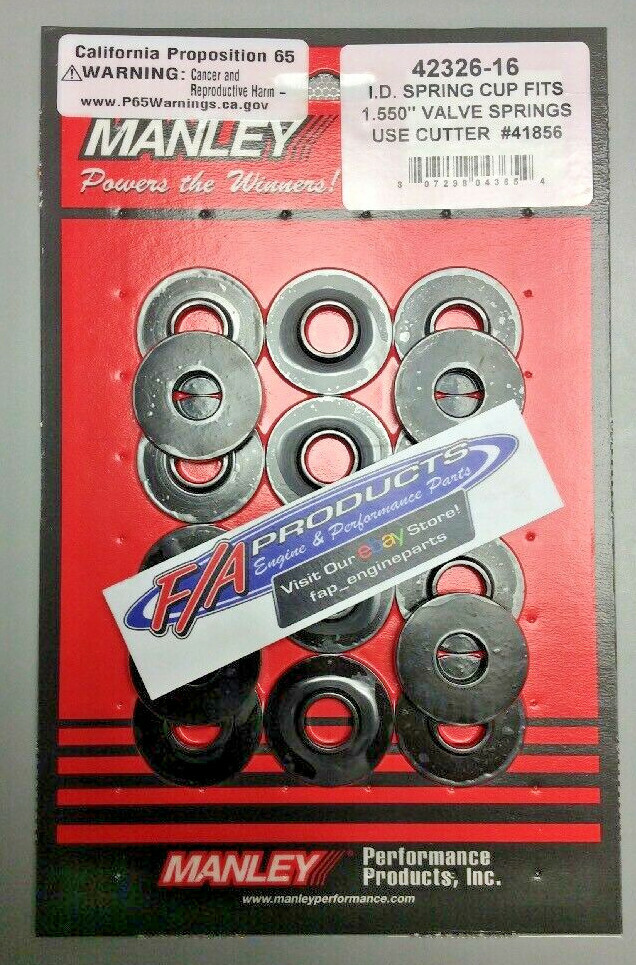 California Proposition 65
⚠WARNING: Cancer and
Reproductive Harm –
www.P65Warnings.ca.gov
42326-16
I.D. SPRING CUP FITS
1.550" VALVE SPRINGS
USE CUTTER #41856
MANLEY
Powers the Winners!
F/A PRODUCTS
Engine & Performance Parts
Visit Our ebay Store!
fap_engineparts
MANLEY® Performance
Products, Inc.
www.manleyperformance.com